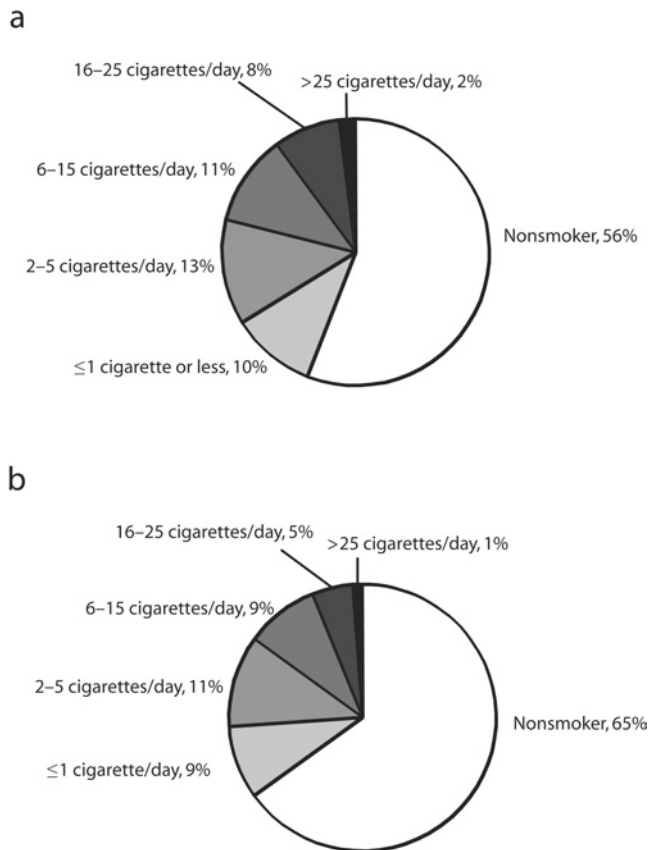 a
16–25 cigarettes/day, 8%
>25 cigarettes/day, 2%
6–15 cigarettes/day, 11%
Nonsmoker, 56%
2–5 cigarettes/day, 13%
≤1 cigarette or less, 10%
b
16–25 cigarettes/day, 5%
>25 cigarettes/day, 1%
6–15 cigarettes/day, 9%
2–5 cigarettes/day, 11%
Nonsmoker, 65%
≤1 cigarette/day, 9%